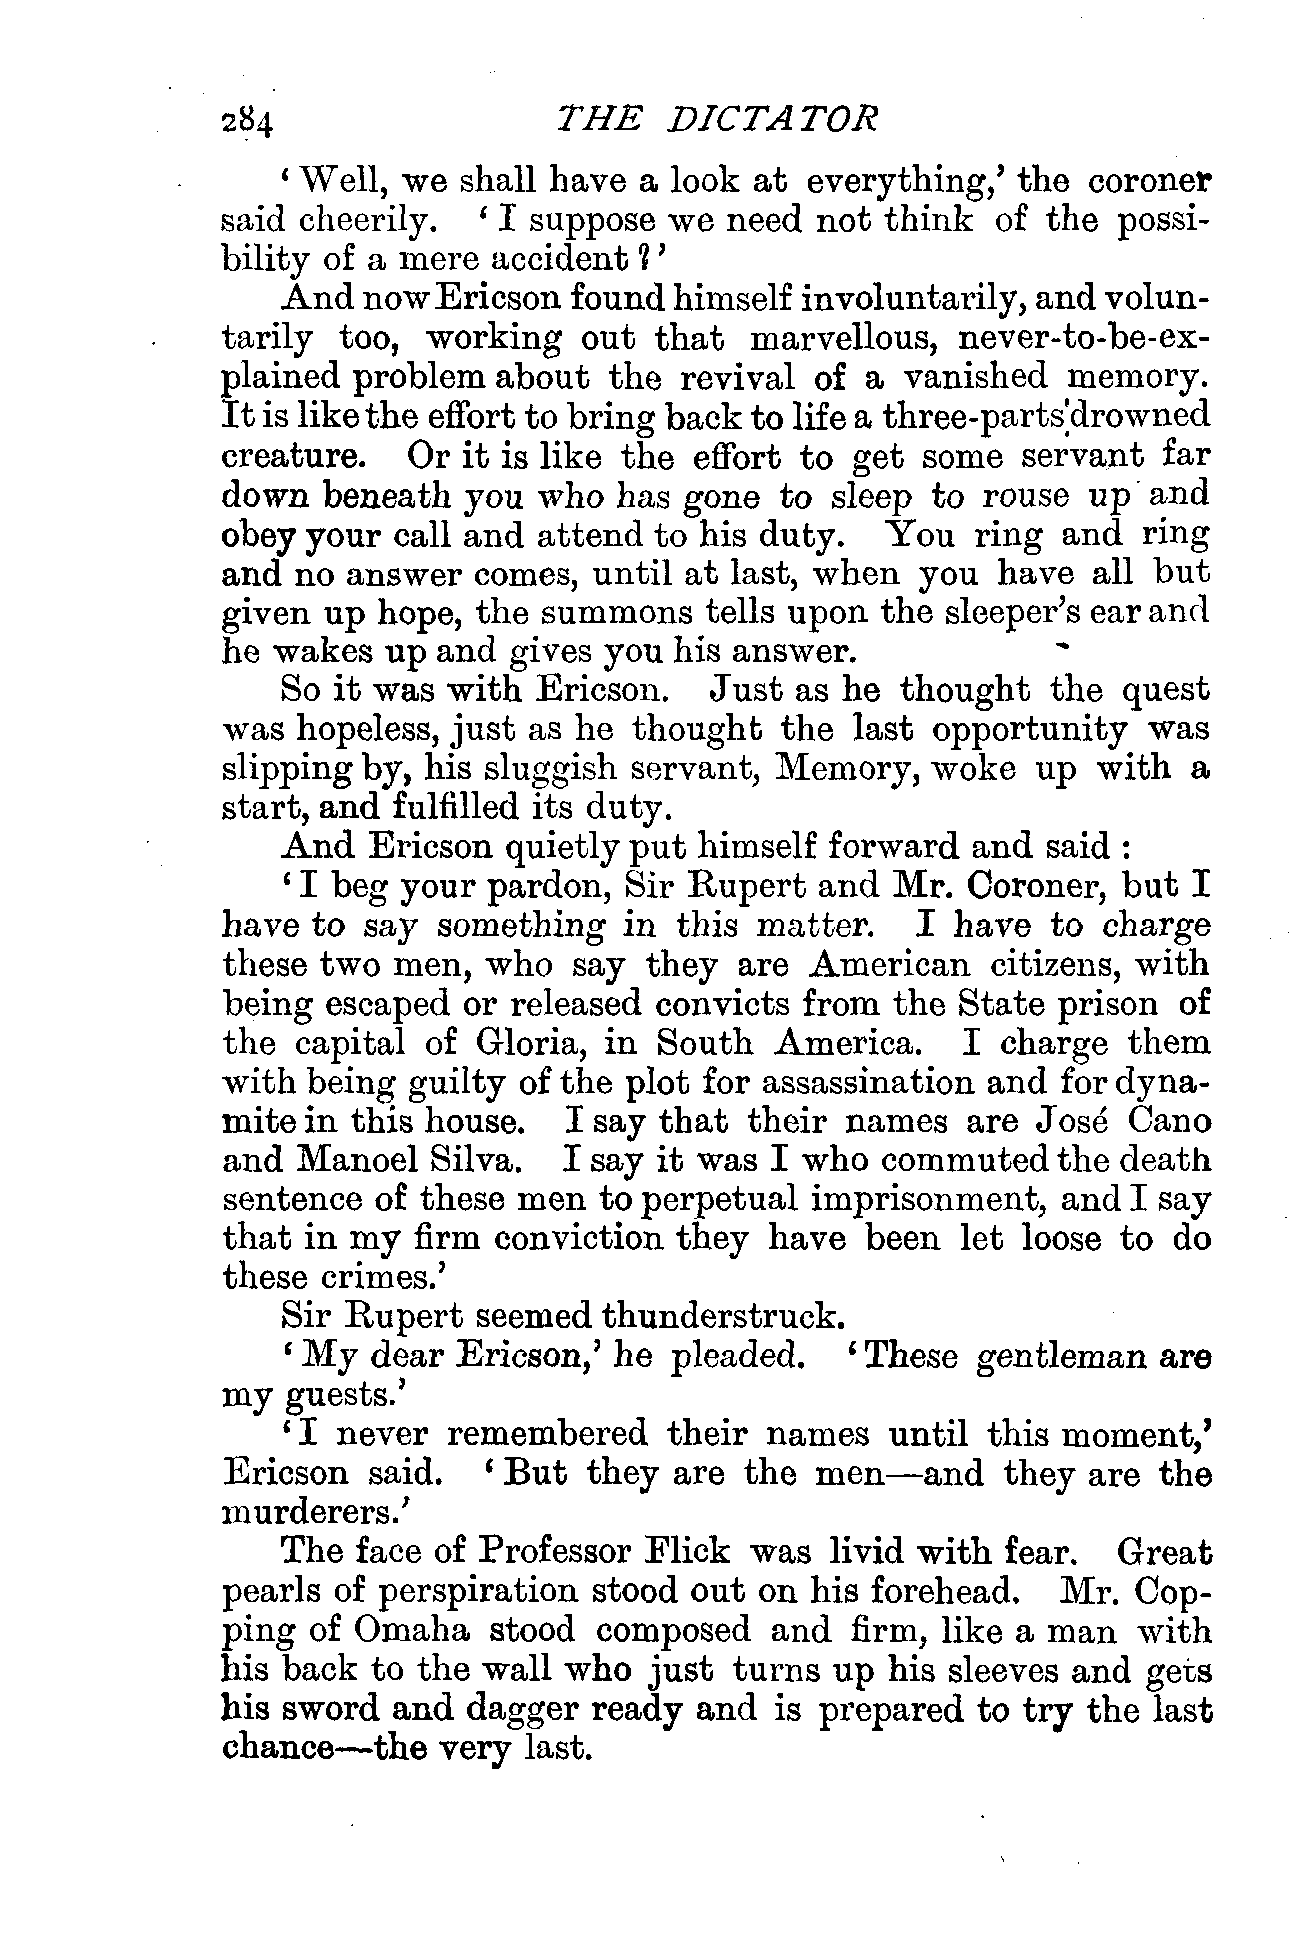 284 THE DICTATOR
‘Well, we shall have a look at everything,’ the coroner
said cheerily. ‘I suppose we need not think of the possi-
bility of a mere accident?’
And now Ericson found himself involuntarily, and volun-
tarily too, working out that marvellous, never-to-be-ex-
plained problem about the revival of a vanished memory.
It is like the effort to bring back to life a three-parts drowned
creature. Or it is like the effort to get some servant far
down beneath you who has gone to sleep to rouse up and
obey your call and attend to his duty. You ring and ring
and no answer comes, until at last, when you have all but
given up hope, the summons tells upon the sleeper’s ear and
he wakes up and gives you his answer.
So it was with Ericson. Just as he thought the quest
was hopeless, just as he thought the last opportunity was
slipping by, his sluggish servant, Memory, woke up with a
start, and fulfilled its duty.
And Ericson quietly put himself forward and said:
‘I beg your pardon, Sir Rupert and Mr. Coroner, but I
have to say something in this matter. I have to charge
these two men, who say they are American citizens, with
being escaped or released convicts from the State prison of
the capital of Gloria, in South America. I charge them
with being guilty of the plot for assassination and for dyna-
mite in this house. I say that their names are José Cano
and Manoel Silva. I say it was I who commuted the death
sentence of these men to perpetual imprisonment, and I say
that in my firm conviction they have been let loose to do
these crimes.’
Sir Rupert seemed thunderstruck.
‘My dear Ericson,’ he pleaded. ‘These gentleman are
my guests.’
‘I never remembered their names until this moment,’
Ericson said. ‘But they are the men—and they are the
murderers.’
The face of Professor Flick was livid with fear. Great
pearls of perspiration stood out on his forehead. Mr. Cop-
ping of Omaha stood composed and firm, like a man with
his back to the wall who just turns up his sleeves and gets
his sword and dagger ready and is prepared to try the last
chance—the very last.